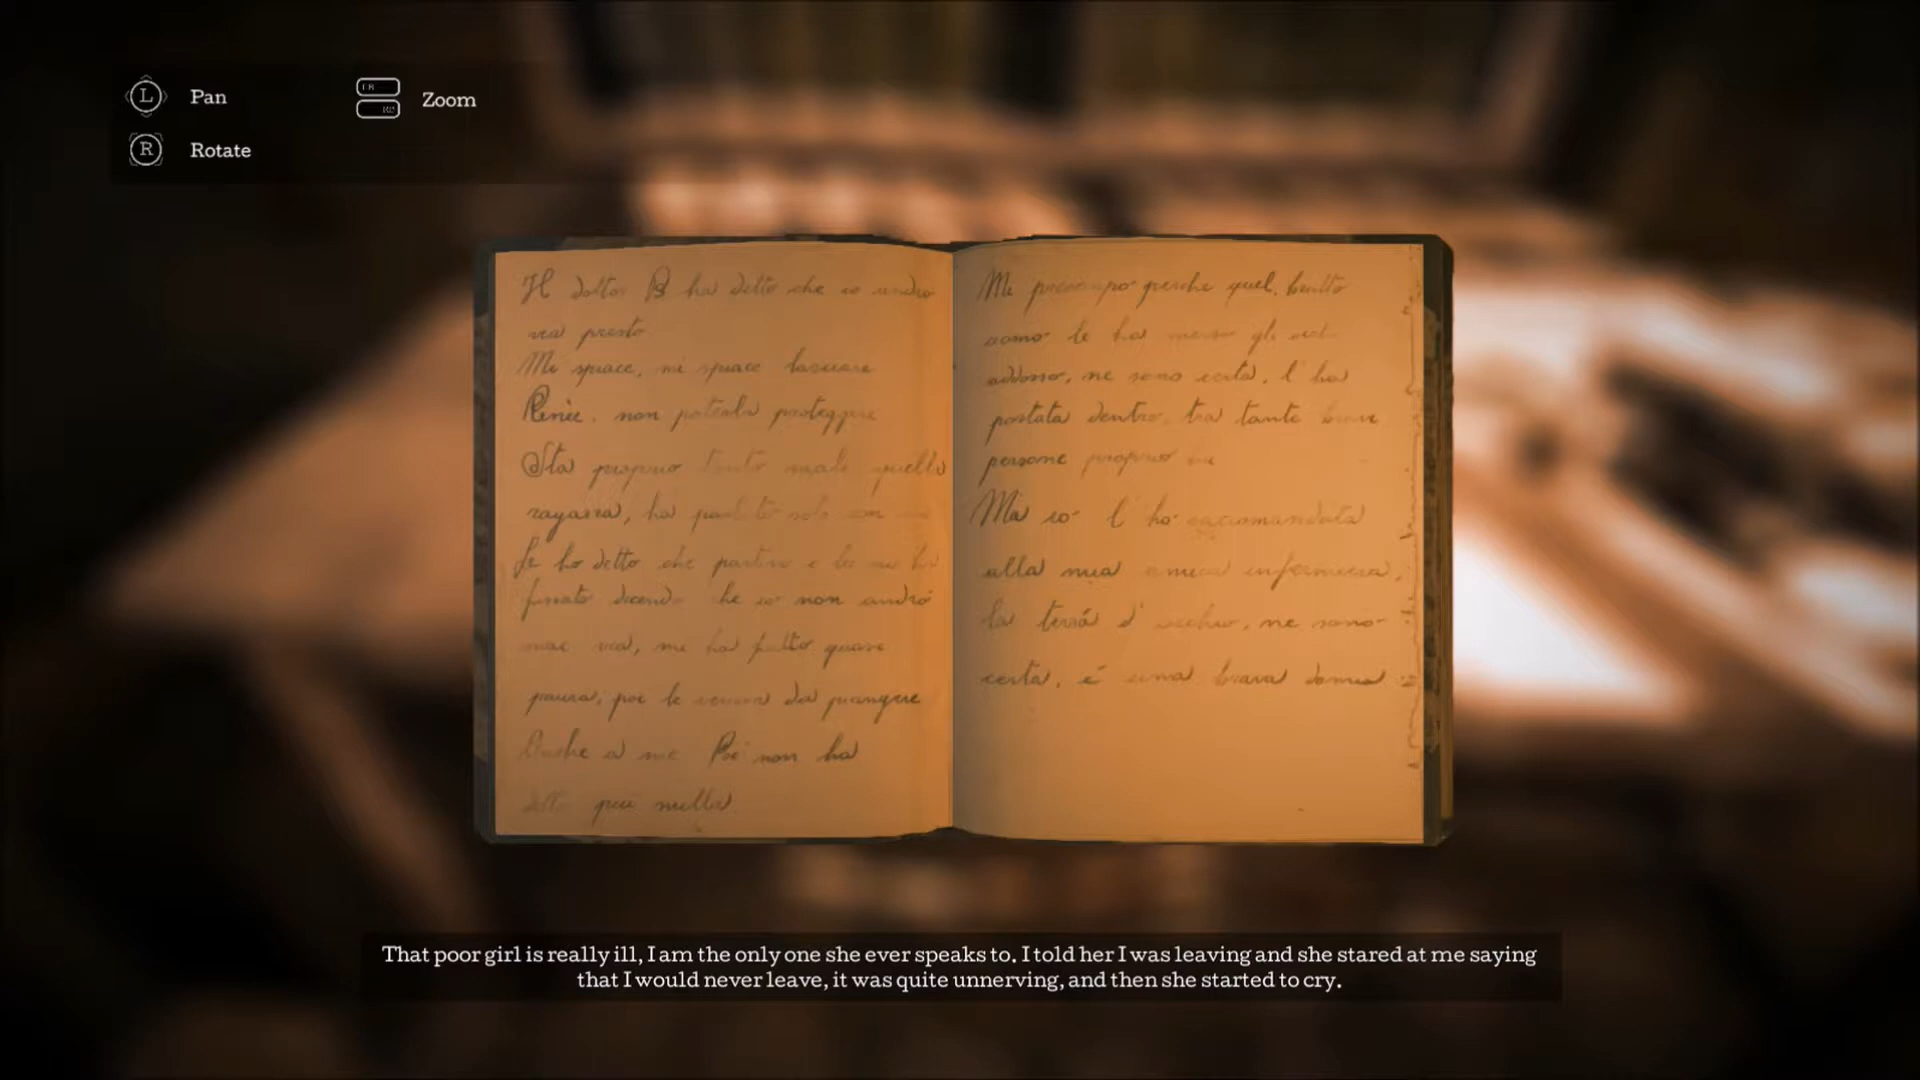 Pan
Zoom
Rotate
Il dottor B ha detto che io andrò
via presto
Mi spiace, mi spiace lasciare
Renèe. non potrala proteggere
Sta proprio tanto male quella
ragazza, ha parlato solo con
Le ho detto che partivo e lei mi ha
fissato dicendo che io non andró
mai via, mi ha fatto quasi
paura, poi le veniva da piangere
Anche a me Poi non ha
detto più nulla
Mi preoccupo perche quel, brutto
uomo le ha messo gli occhi
addosso, ne sono certa, l'ha
portata dentro, tra tante brave
persone proprio lei
Ma io l'ho raccomandata
alla mia amica infermiera,
la terrá d'occhio, ne sono
certa, é una brava donna
That poor girl is really ill, I am the only one she ever speaks to. I told her I was leaving and she stared at me saying
that I would never leave, it was quite unnerving, and then she started to cry.